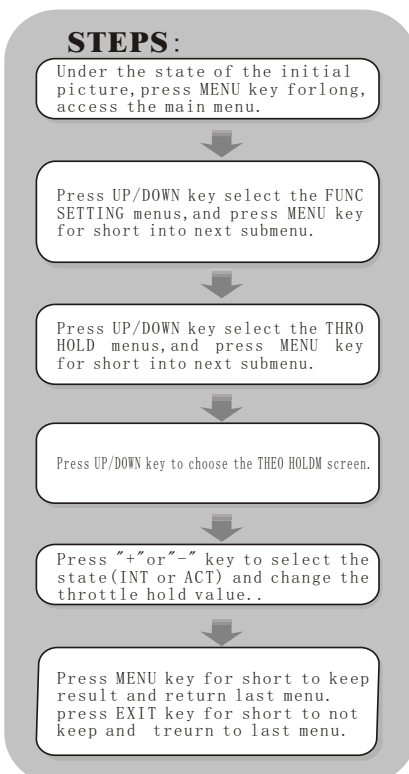 STEPS:
Under the state of the initial
picture,press MENU key forlong,
access the main menu.
Press UP/DOWN key select the FUNC
SETTING menus,and press MENU key
for short into next submenu.
Press UP/DOWN key select the THRO
HOLD menus,and press MENU key
for short into next submenu.
Press UP/DOWN key to choose the THEO HOLDM screen.
Press "+"or"-" key to select the
state(INT or ACT) and change the
throttle hold value..
Press MENU key for short to keep
result and return last menu.
press EXIT key for short to not
keep and treurn to last menu.